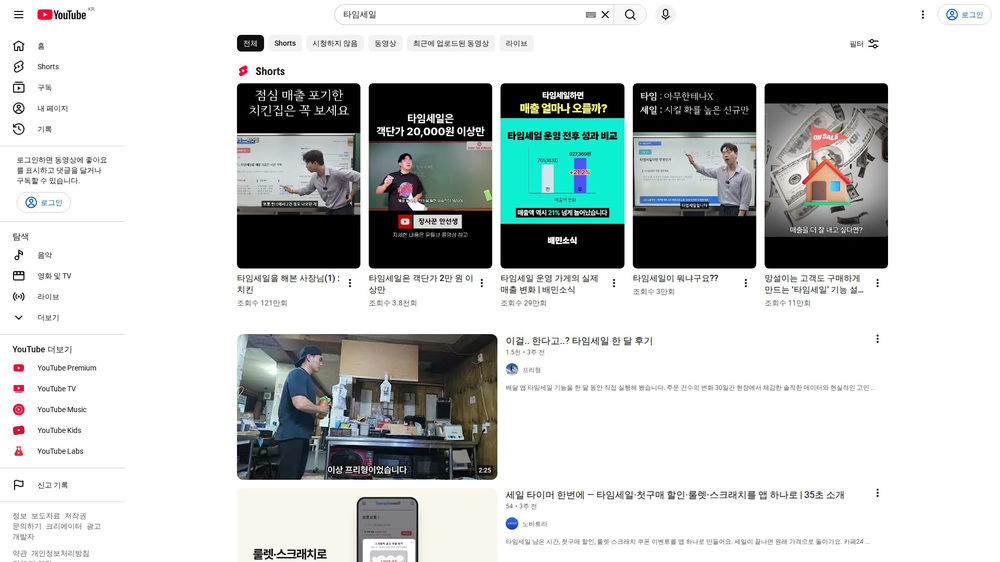 YouTube KR
타임세일
로그인
홈
Shorts
구독
내 페이지
기록
로그인하면 동영상에 좋아요
를 표시하고 댓글을 달거나
구독할 수 있습니다.
로그인
탐색
음악
영화 및 TV
라이브
더보기
YouTube 더보기
YouTube Premium
YouTube TV
YouTube Music
YouTube Kids
YouTube Labs
신고 기록
정보 보도자료 저작권
문의하기 크리에이터 광고
개발자
약관 개인정보처리방침
전체 Shorts 시청하지 않음 동영상 최근에 업로드된 동영상 라이브
필터
Shorts
점심 매출 포기한
치킨집은 꼭 보세요
타임세일을 해본 사장님(1) :
치킨
조회수 121만회
타임세일은
객단가 20,000원 이상만
장사꾼 안선생
자세한 내용은 유튜브 풀영상 참고
타임세일은 객단가 2만 원 이
상만
조회수 3.8천회
타임세일하면
매출 얼마나 오를까?
타임세일 운영 전후 성과 비교
전
후
매출액 변화
매출액 역시 21% 넘게 늘어났습니다
배민소식
타임세일 운영 가게의 실제
매출 변화 | 배민소식
조회수 29만회
타임 : 아무한테나X
세일 : 시킬 확률 높은 신규만
타임세일입니다
타임세일이 뭐냐구요??
조회수 3만회
ON SALE
매출을 더 잘 내고 싶다면?
망설이는 고객도 구매하게
만드는 '타임세일' 기능 설...
조회수 11만회
이상 프리형이었습니다
2:25
이걸.. 한다고..? 타임세일 한 달 후기
1.5천 • 3주 전
프리형
배달 앱 타임세일 기능을 한 달 동안 직접 실행해 봤습니다. 주문 건수의 변화 30일간 현장에서 체감한 솔직한 데이터와 현실적인 고민 ...
룰렛·스크래치로
세일 타이머 한번에 — 타임세일·첫구매 할인·룰렛·스크래치를 앱 하나로 | 35초 소개
54 • 3주 전
노바트라
타임세일 남은 시간, 첫구매 할인, 룰렛·스크래치 쿠폰 이벤트를 앱 하나로 만들어요. 세일이 끝나면 원래 가격으로 돌아가요. 카페24 ...